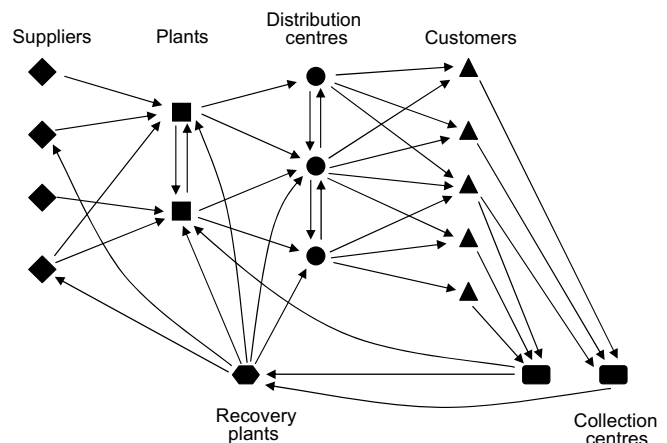 Suppliers
Plants
Distribution
centres
Customers
Recovery
plants
Collection
centres